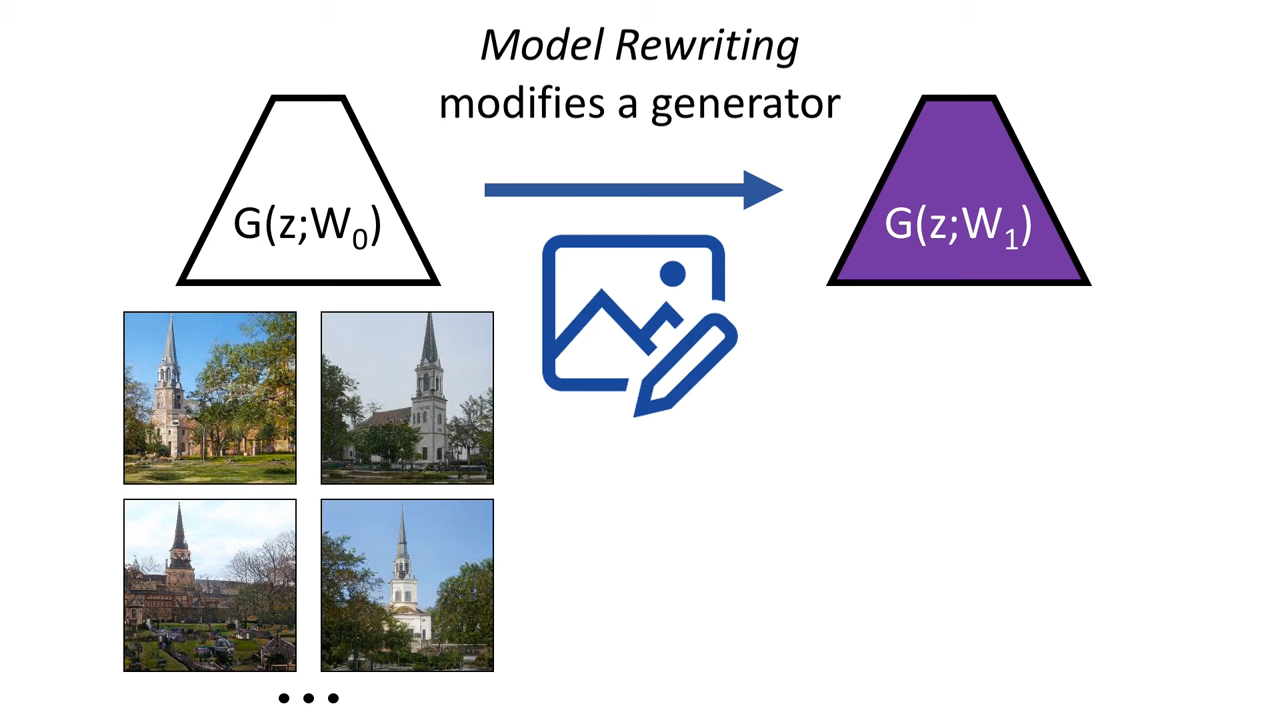 Model Rewriting
modifies a generator
G(z;W₀)
G(z;W₁)